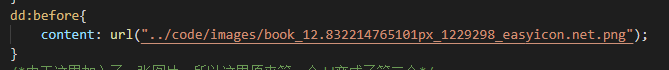 dd:before{
content: url("../code/images/book_12.832214765101px_1229298_easyicon.net.png");
}